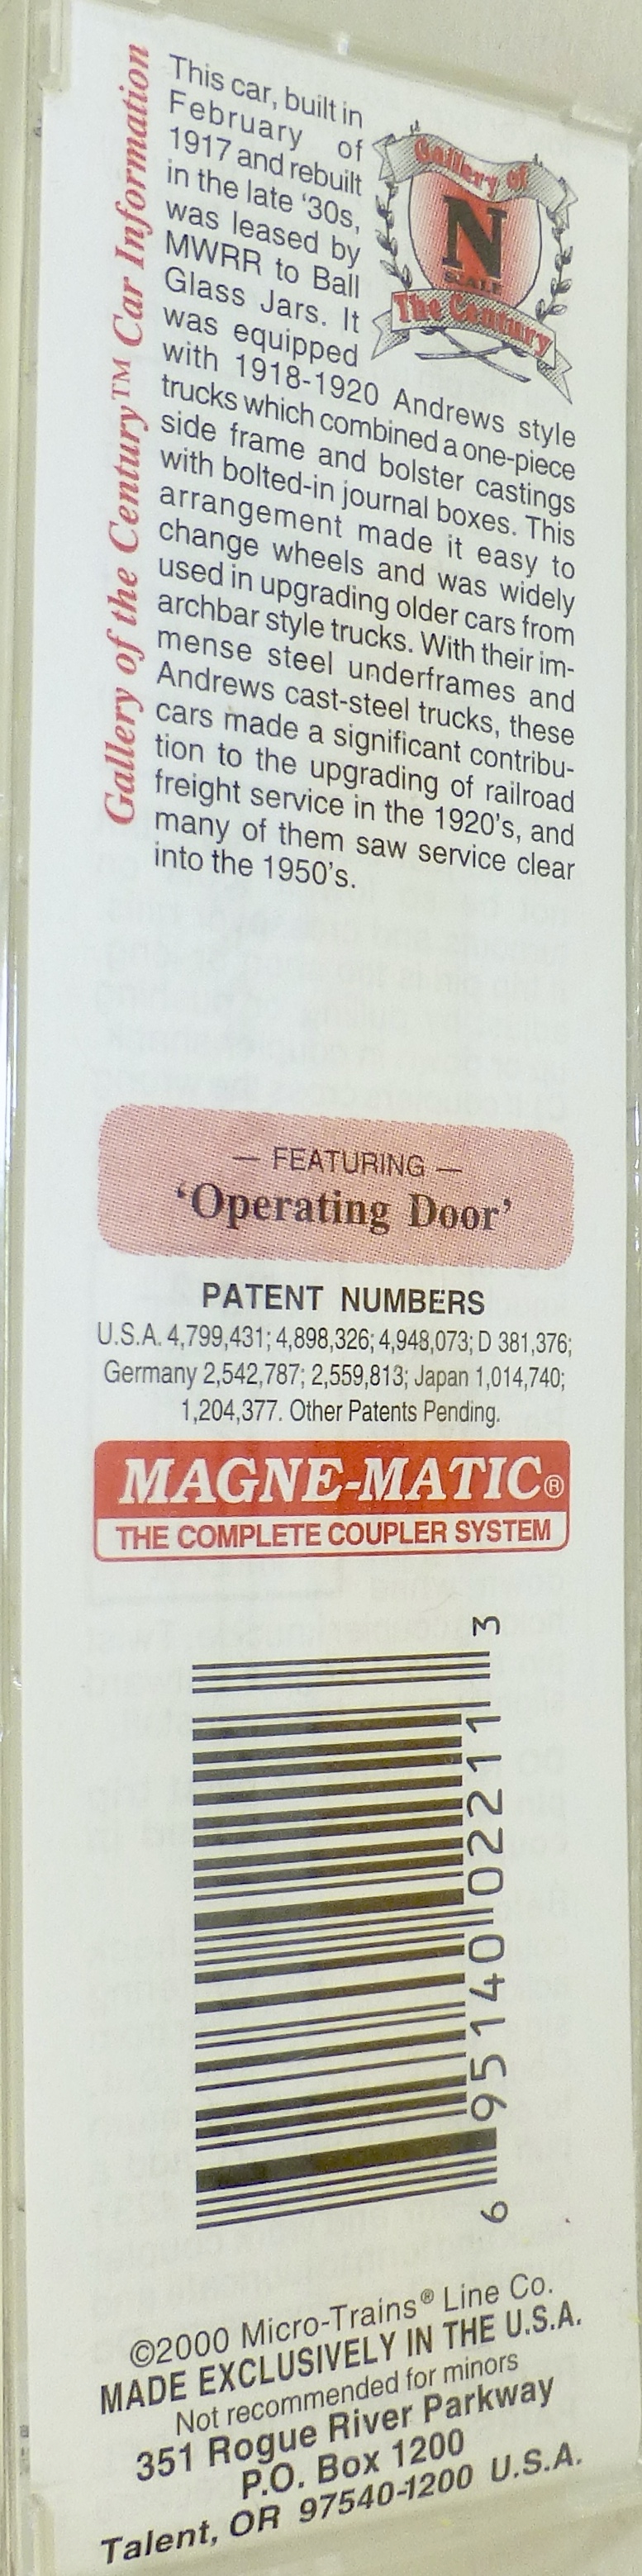 Gallery of the Century™ Car Information
This car, built in
February of
1917 and rebuilt
in the late '30s,
was leased by
MWRR to Ball
Glass Jars. It
was equipped
with 1918-1920 Andrews style
trucks which combined a one-piece
side frame and bolster castings
with bolted-in journal boxes. This
arrangement made it easy to
change wheels and was widely
used in upgrading older cars from
archbar style trucks. With their im-
mense steel underframes and
Andrews cast-steel trucks, these
cars made a significant contribu-
tion to the upgrading of railroad
freight service in the 1920's, and
many of them saw service clear
into the 1950's.
Gallery of
N
SCALE
The Century
— FEATURING —
'Operating Door'
PATENT NUMBERS
U.S.A. 4,799,431; 4,898,326; 4,948,073; D 381,376;
Germany 2,542,787; 2,559,813; Japan 1,014,740;
1,204,377. Other Patents Pending.
MAGNE-MATIC®
THE COMPLETE COUPLER SYSTEM
6 95140 02211 3
©2000 Micro-Trains® Line Co.
MADE EXCLUSIVELY IN THE U.S.A.
Not recommended for minors
351 Rogue River Parkway
P.O. Box 1200
Talent, OR 97540-1200 U.S.A.